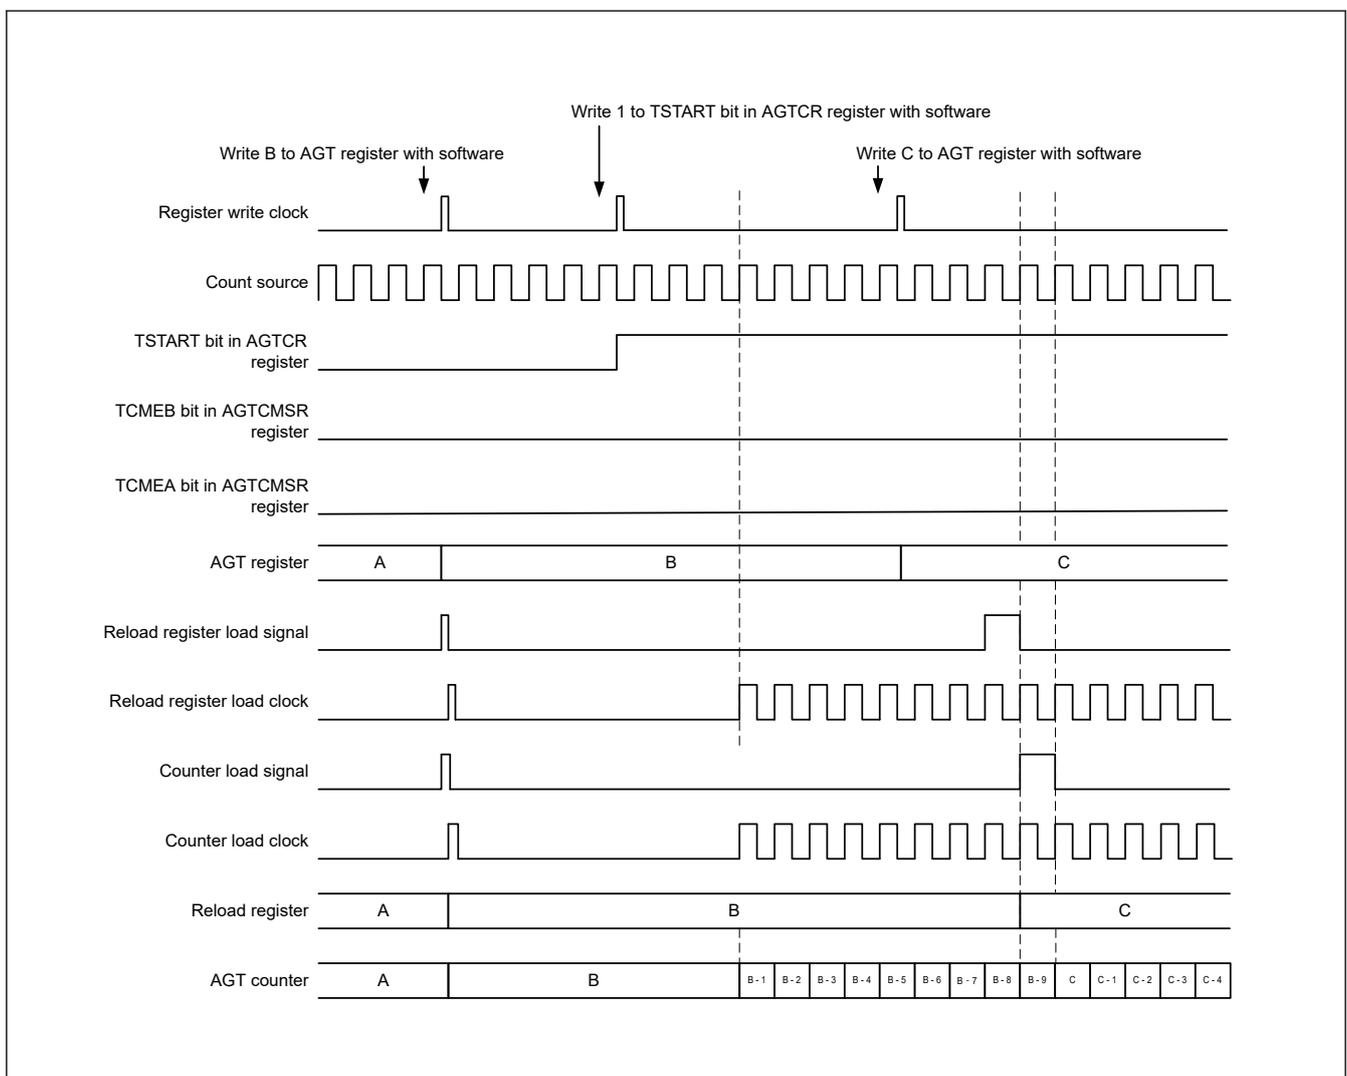 Write 1 to TSTART bit in AGTCR register with software
Write B to AGT register with software
Write C to AGT register with software
Register write clock
Count source
TSTART bit in AGTCR
register
TCMEB bit in AGTCMSR
register
TCMEA bit in AGTCMSR
register
AGT register
A
B
C
Reload register load signal
Reload register load clock
Counter load signal
Counter load clock
Reload register
A
B
C
AGT counter
A
B
B - 1
B - 2
B - 3
B - 4
B - 5
B - 6
B - 7
B - 8
B - 9
C
C - 1
C - 2
C - 3
C - 4